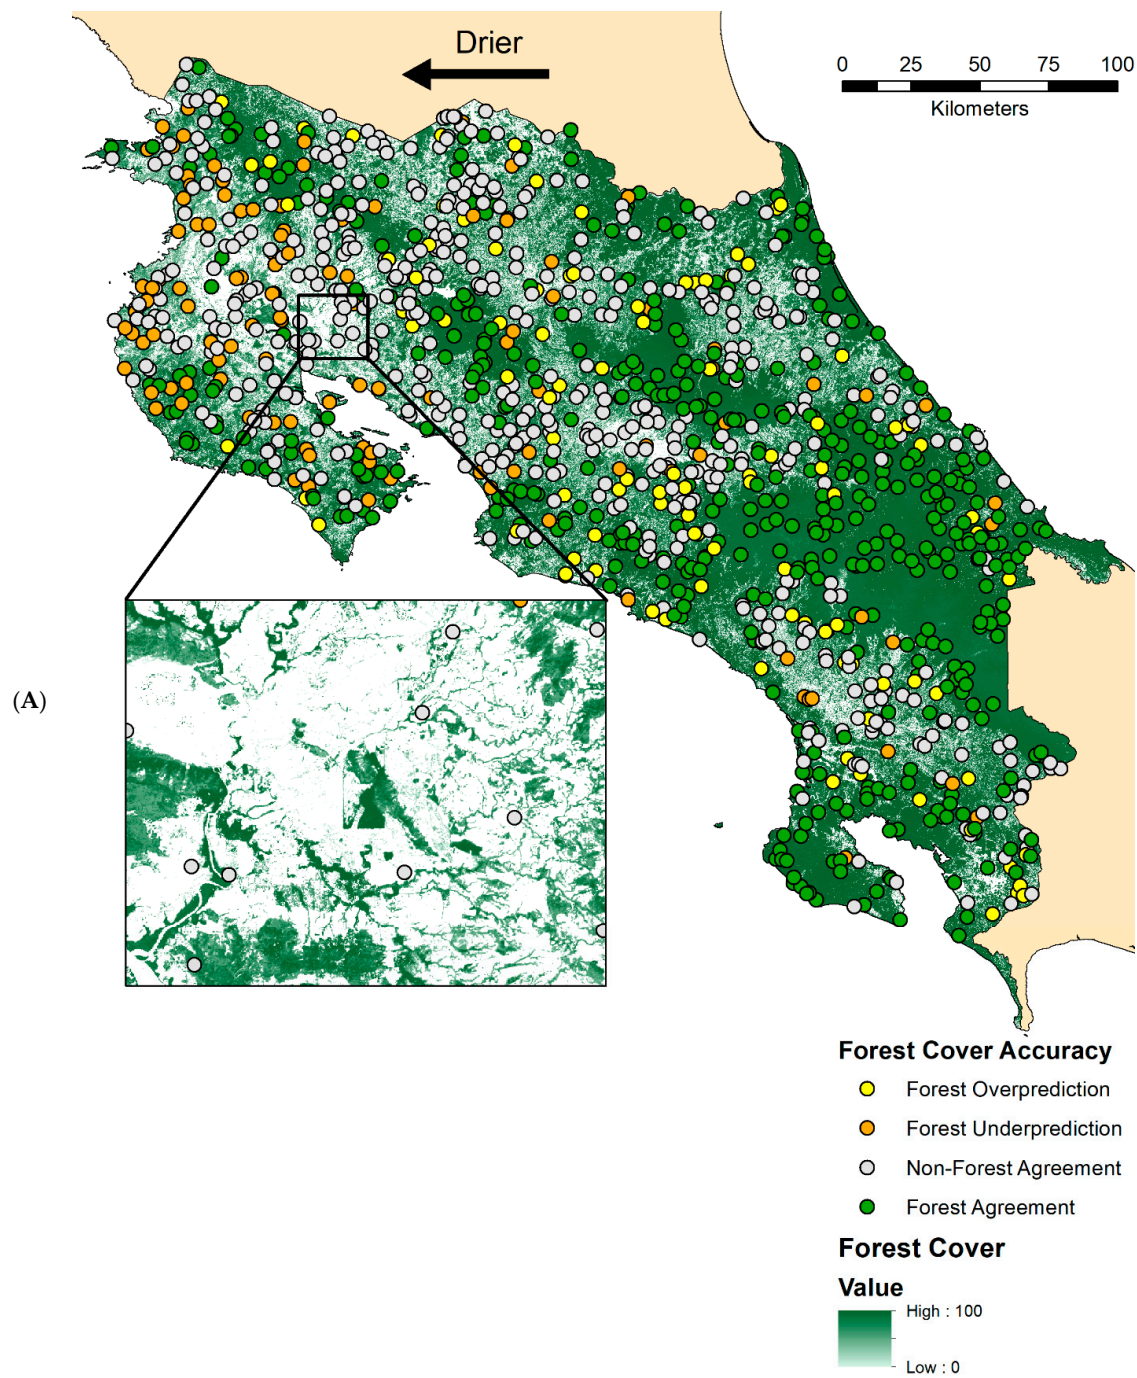 Drier
0 25 50 75 100
Kilometers
(A)
Forest Cover Accuracy
Forest Overprediction
Forest Underprediction
Non-Forest Agreement
Forest Agreement
Forest Cover
Value
High : 100
Low : 0